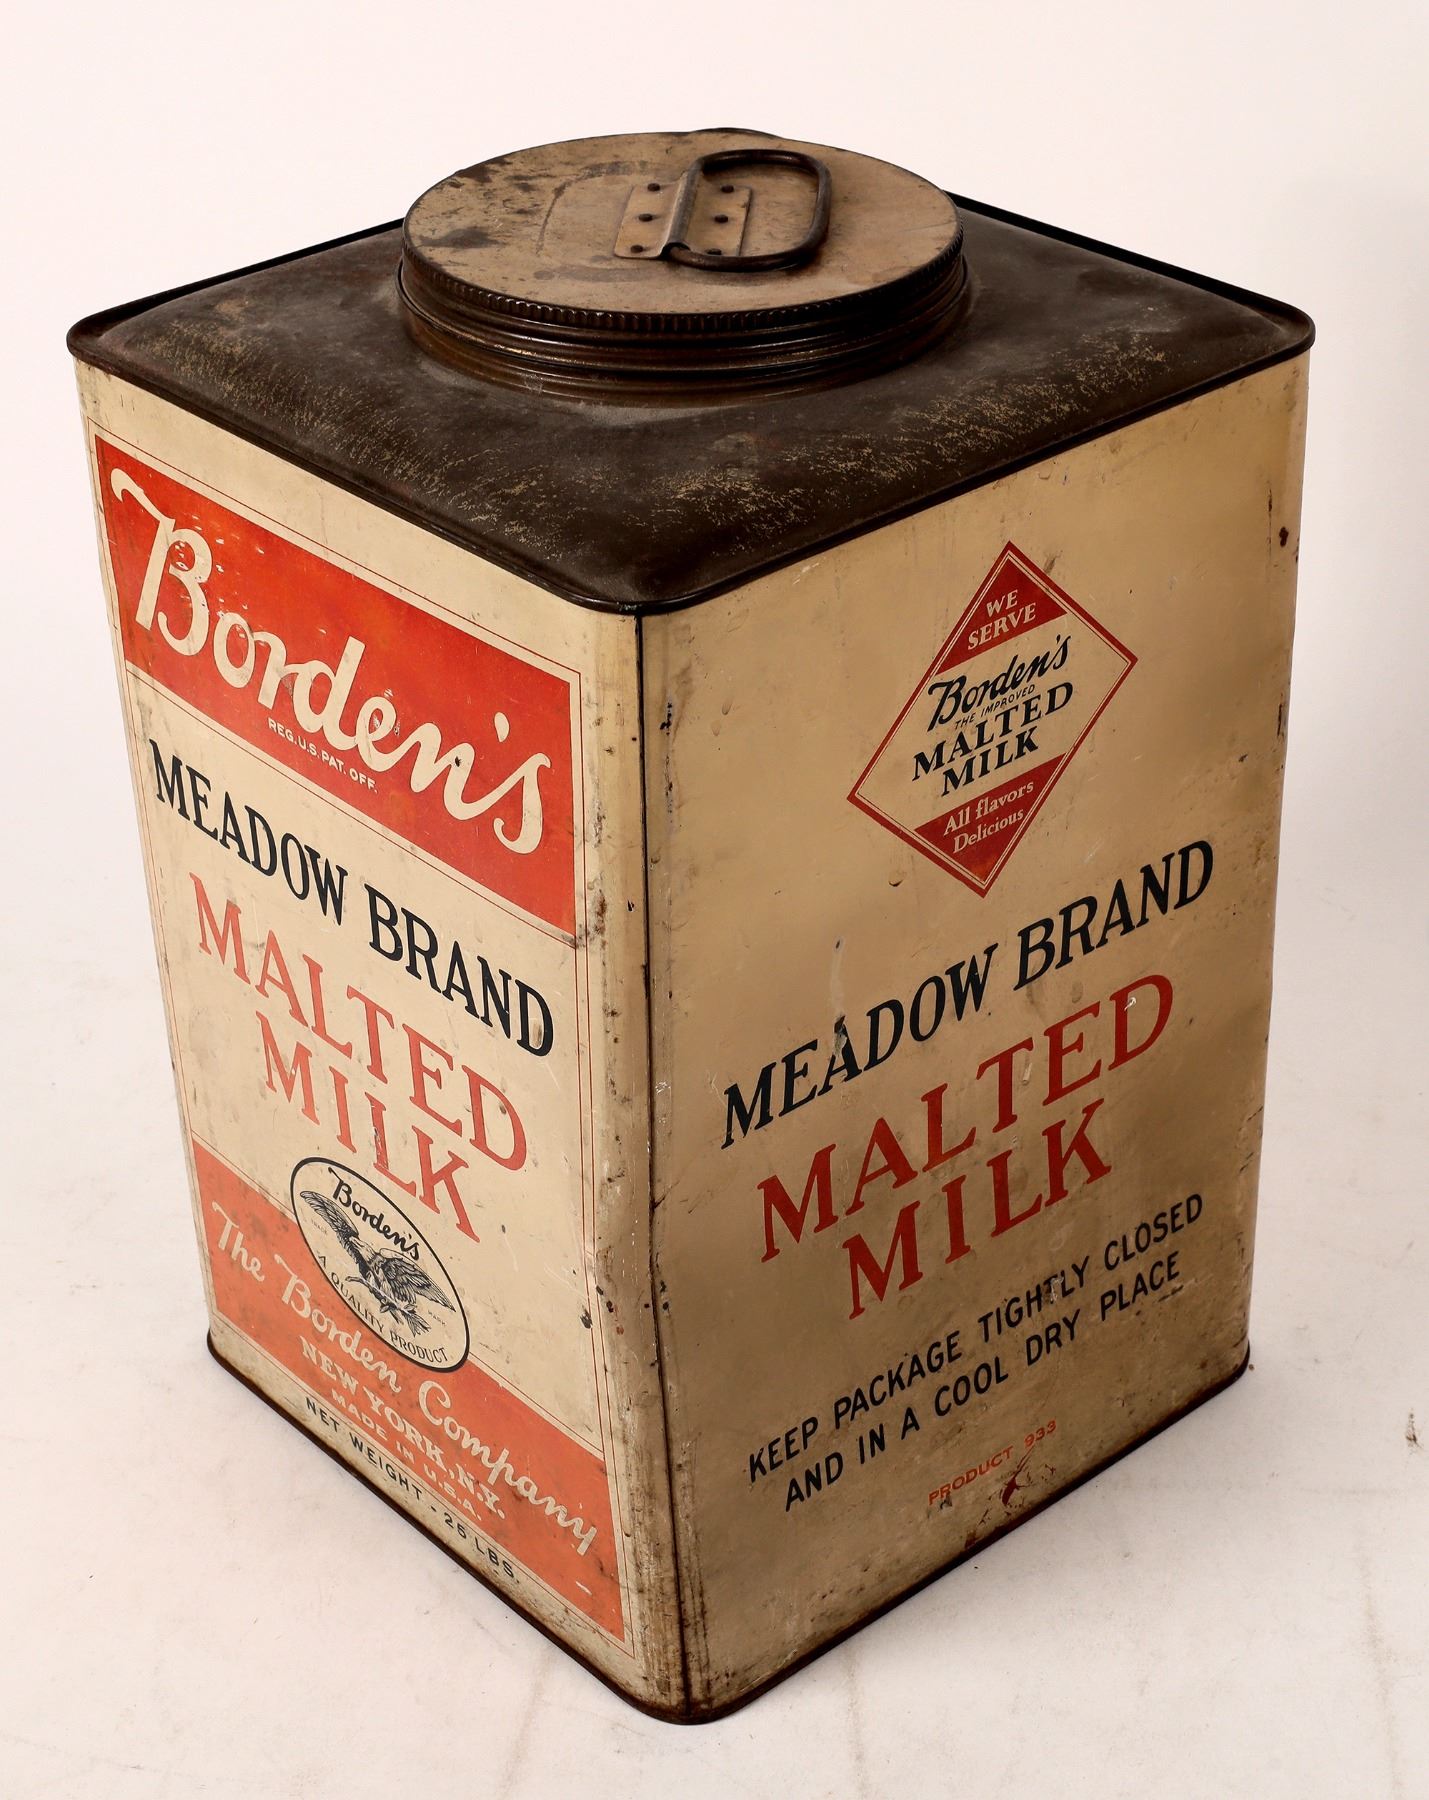 Borden's
REG.U.S.PAT.OFF.
MEADOW BRAND
MALTED
MILK
Borden's
TRADE MARK
A QUALITY PRODUCT
The Borden Company
NEW YORK, N.Y.
MADE IN U.S.A.
NET WEIGHT - 25 LBS.
WE
SERVE
Borden's
THE IMPROVED
MALTED
MILK
All flavors
Delicious
MEADOW BRAND
MALTED
MILK
KEEP PACKAGE TIGHTLY CLOSED
AND IN A COOL DRY PLACE
PRODUCT 933